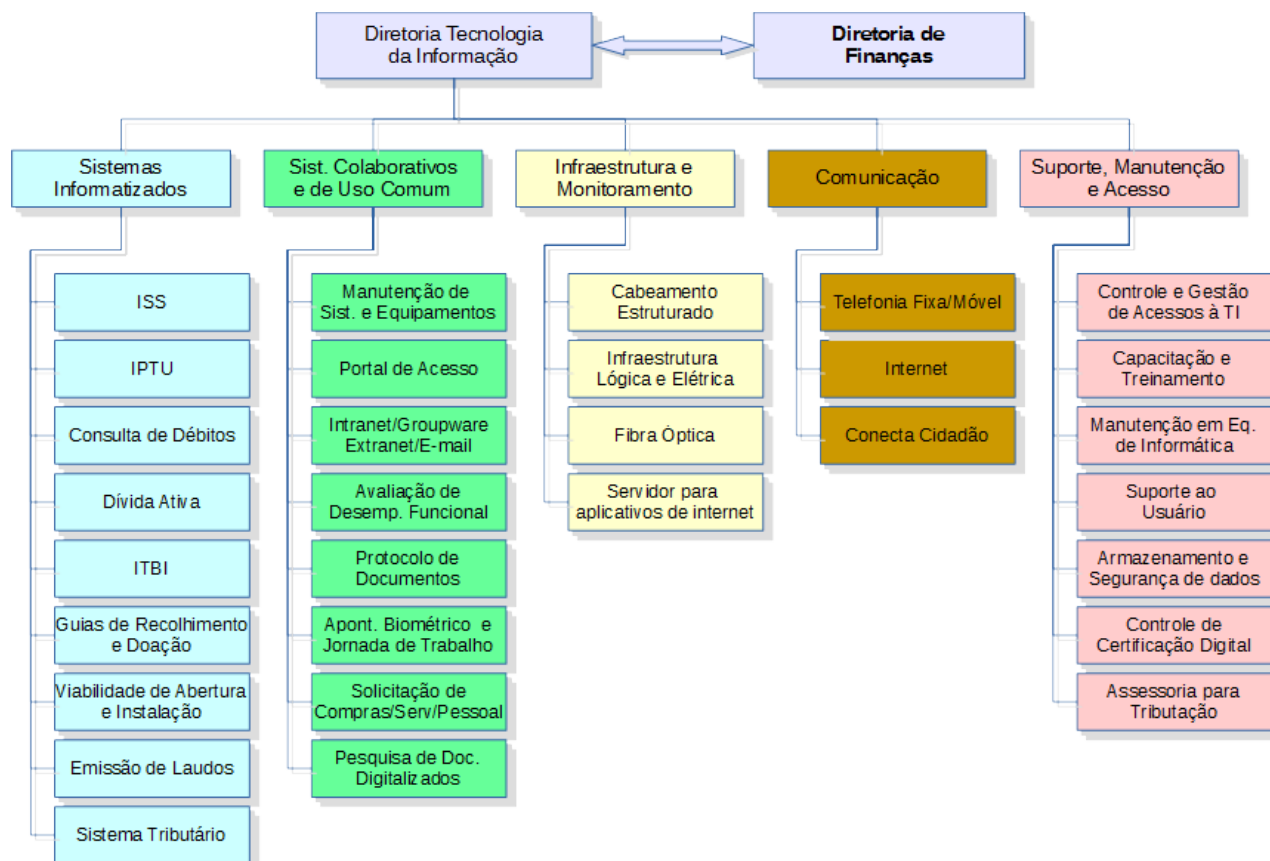 Diretoria Tecnologia
da Informação
Diretoria de
Finanças
Sistemas
Informatizados
Sist. Colaborativos
e de Uso Comum
Infraestrutura e
Monitoramento
Comunicação
Suporte, Manutenção
e Acesso
ISS
IPTU
Consulta de Débitos
Dívida Ativa
ITBI
Guias de Recolhimento
e Doação
Viabilidade de Abertura
e Instalação
Emissão de Laudos
Sistema Tributário
Manutenção de
Sist. e Equipamentos
Portal de Acesso
Intranet/Groupware
Extranet/E-mail
Avaliação de
Desemp. Funcional
Protocolo de
Documentos
Apont. Biométrico e
Jornada de Trabalho
Solicitação de
Compras/Serv/Pessoal
Pesquisa de Doc.
Digitalizados
Cabeamento
Estruturado
Infraestrutura
Lógica e Elétrica
Fibra Óptica
Servidor para
aplicativos de internet
Telefonia Fixa/Móvel
Internet
Conecta Cidadão
Controle e Gestão
de Acessos à TI
Capacitação e
Treinamento
Manutenção em Eq.
de Informática
Suporte ao
Usuário
Armazenamento e
Segurança de dados
Controle de
Certificação Digital
Assessoria para
Tributação